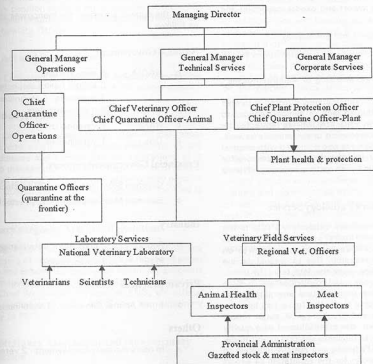 Managing Director
General Manager
Operations
General Manager
Technical Services
General Manager
Corporate Services
Chief
Quarantine
Officer-
Operations
Chief Veterinary Officer
Chief Quarantine Officer-Animal
Chief Plant Protection Officer
Chief Quarantine Officer-Plant
Plant health & protection
Quarantine Officers
(quarantine at the
frontier)
Laboratory Services
National Veterinary Laboratory
Veterinarians Scientists Technicians
Veterinary Field Services
Regional Vet. Officers
Animal Health
Inspectors
Meat
Inspectors
Provincial Administration
Gazetted stock & meat inspectors